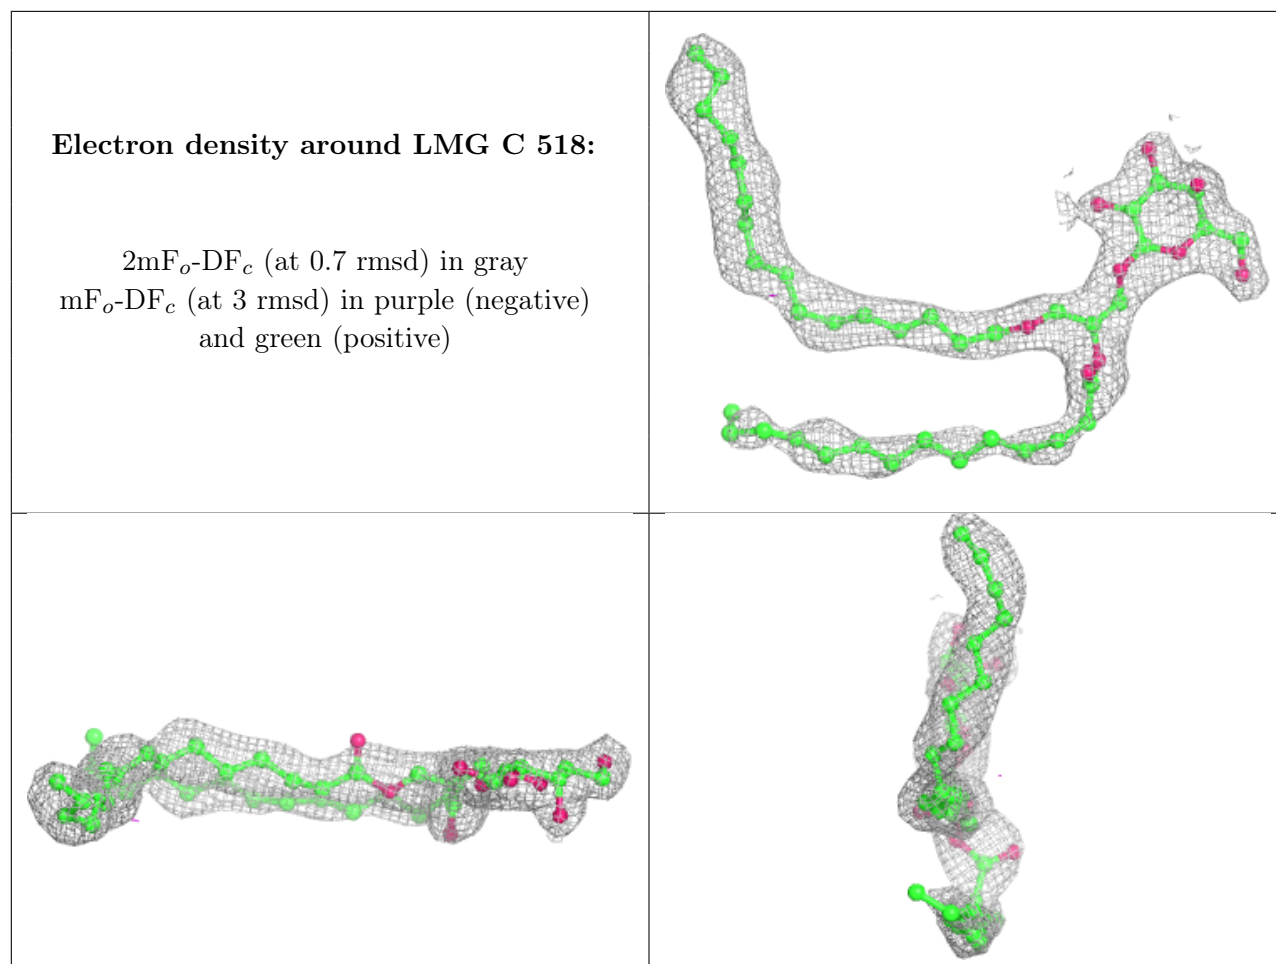 Electron density around LMG C 518:
2mFo-DFc (at 0.7 rmsd) in gray
mFo-DFc (at 3 rmsd) in purple (negative)
and green (positive)